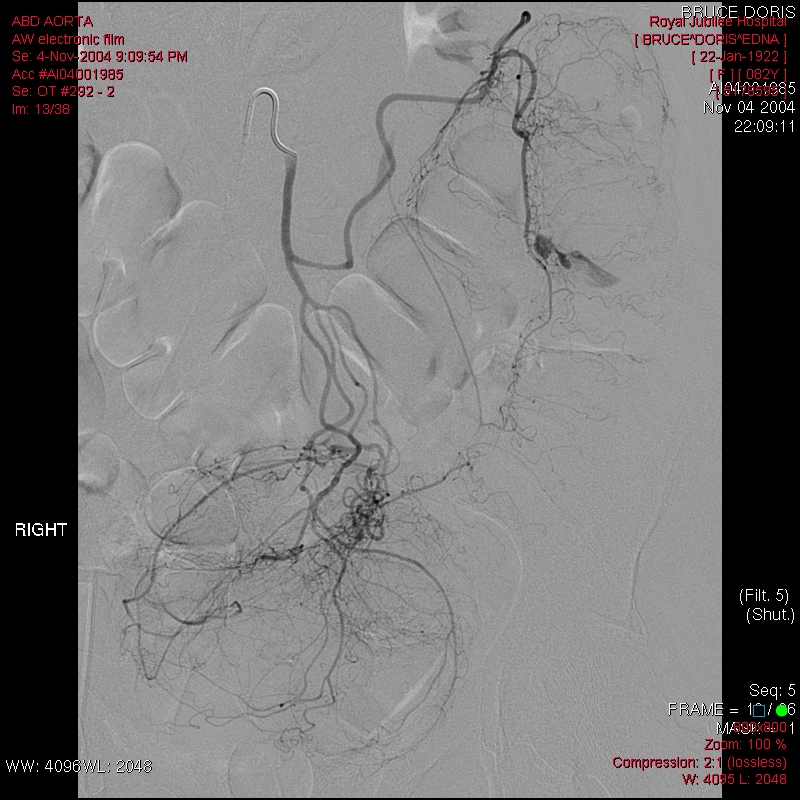 ABD AORTA
AW electronic film
Se: 4-Nov-2004 9:09:54 PM
Acc #AI04001985
Se: OT #292 - 2
Im: 13/38
BRUCE DORIS
Royal Jubilee Hospital
[ BRUCE^DORIS^EDNA ]
[ 22-Jan-1922 ]
[ F ] [ 082Y ]
AI04001985
Nov 04 2004
22:09:11
RIGHT
(Filt. 5)
(Shut.)
Seq: 5
FRAME =
MASK = 1
Zoom: 100 %
Compression: 2:1 (lossless)
W: 4095 L: 2048
WW: 4096WL: 2048